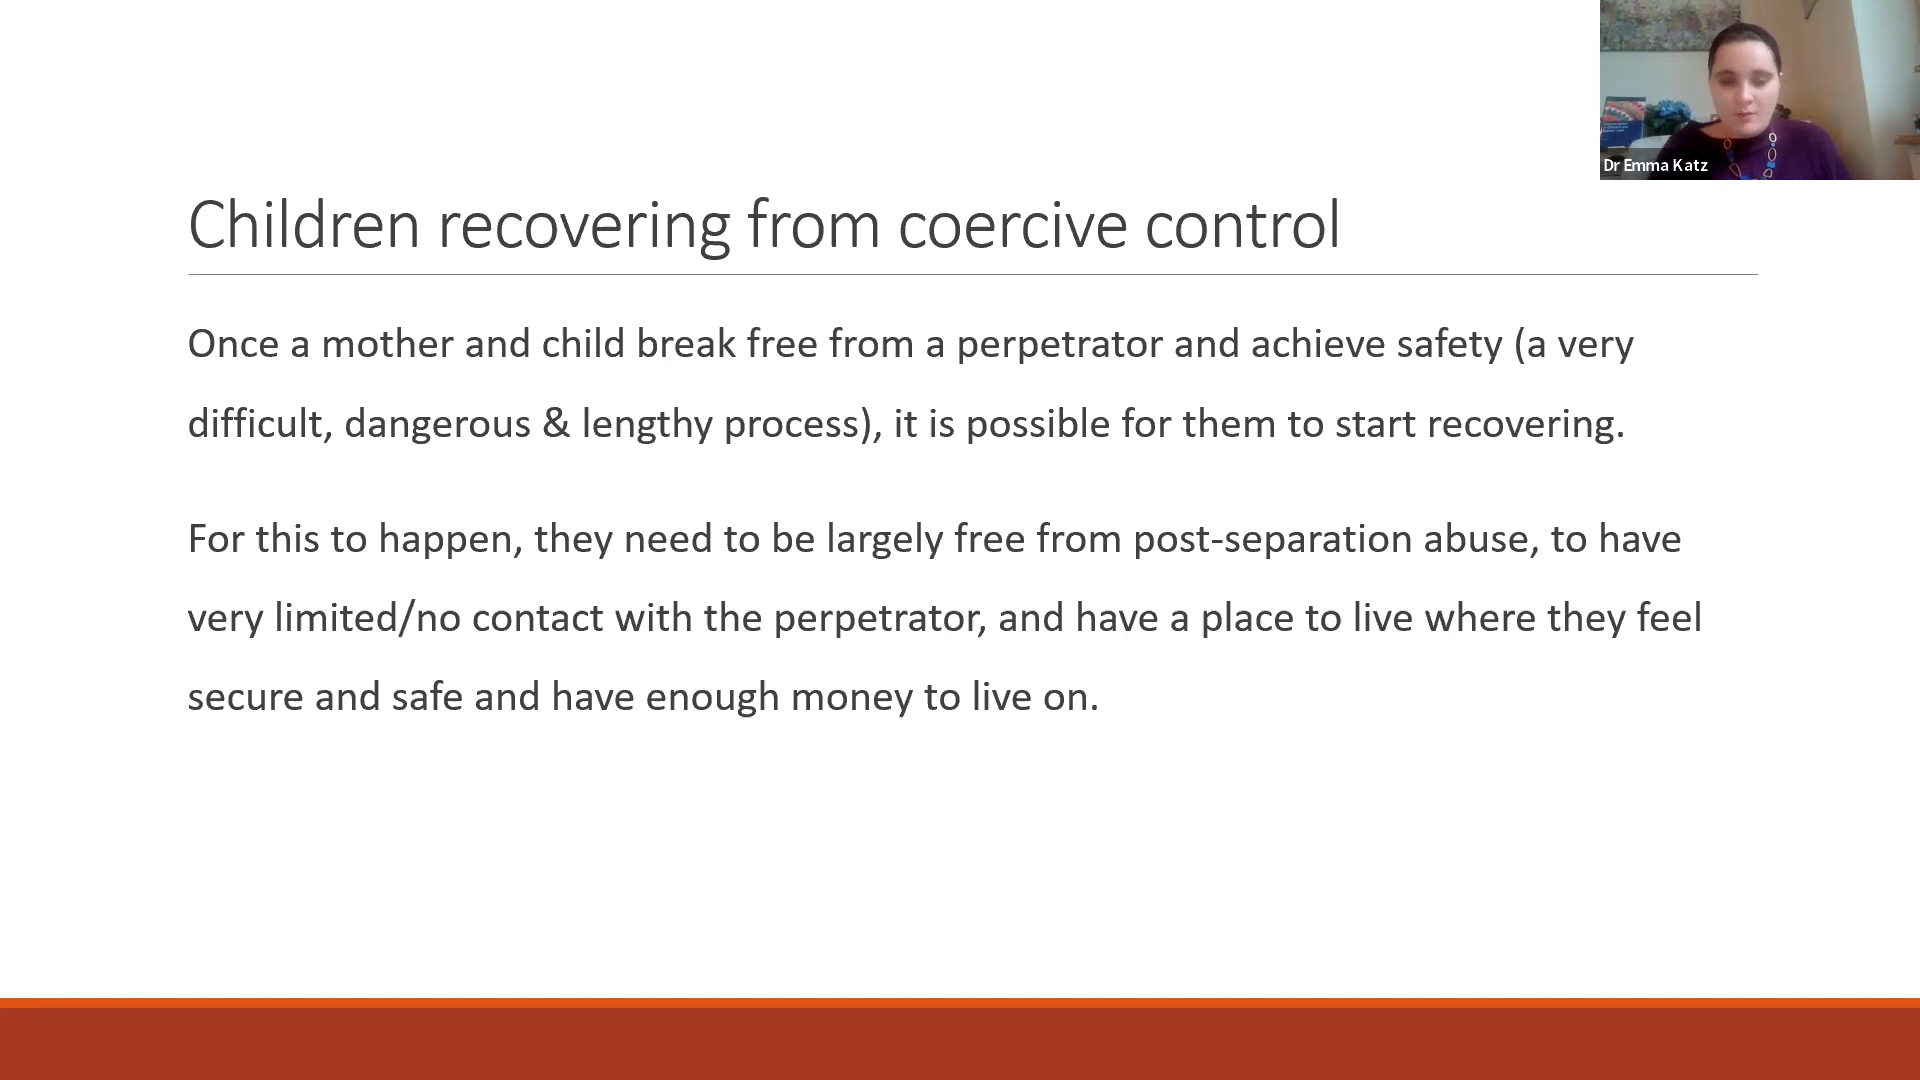 Dr Emma Katz
Children recovering from coercive control
Once a mother and child break free from a perpetrator and achieve safety (a very
difficult, dangerous & lengthy process), it is possible for them to start recovering.
For this to happen, they need to be largely free from post-separation abuse, to have
very limited/no contact with the perpetrator, and have a place to live where they feel
secure and safe and have enough money to live on.